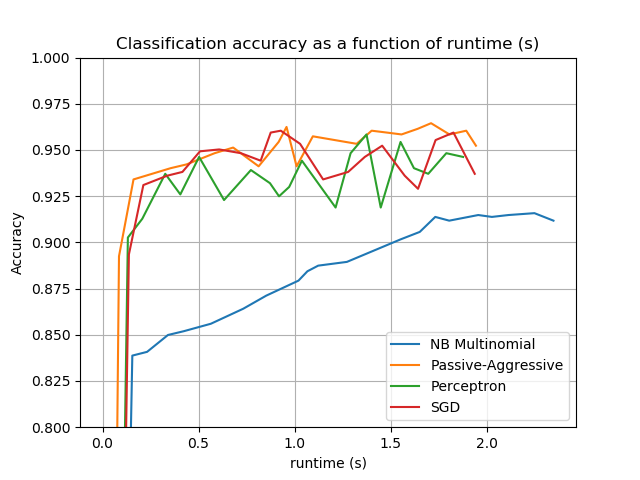 Classification accuracy as a function of runtime (s)
1.000
0.975
0.950
0.925
0.900
0.875
0.850
0.825
0.800
Accuracy
0.0 0.5 1.0 1.5 2.0
runtime (s)
NB Multinomial
Passive-Aggressive
Perceptron
SGD